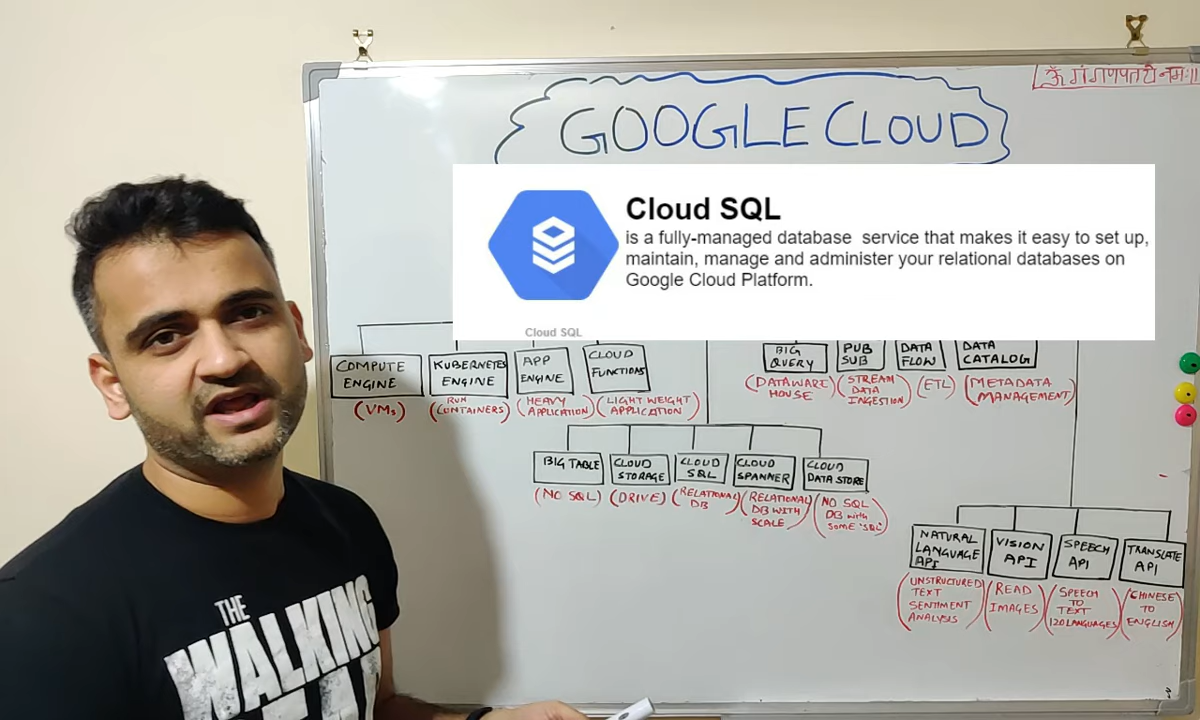 ॐ गं गणपतये नमः॥
GOOGLE CLOUD
Cloud SQL
is a fully-managed database service that makes it easy to set up,
maintain, manage and administer your relational databases on
Google Cloud Platform.
Cloud SQL
COMPUTE
ENGINE
(VMs)
KUBERNETES
ENGINE
(RUN
CONTAINERS)
APP
ENGINE
(HEAVY
APPLICATION)
CLOUD
FUNCTIONS
(LIGHT WEIGHT
APPLICATION)
BIG
QUERY
(DATAWARE
HOUSE)
PUB
SUB
(STREAM
DATA
INGESTION)
DATA
FLOW
(ETL)
DATA
CATALOG
(METADATA
MANAGEMENT)
BIG TABLE
(NO SQL)
CLOUD
STORAGE
(DRIVE)
CLOUD
SQL
(RELATIONAL
DB)
CLOUD
SPANNER
(RELATIONAL
DB WITH
SCALE)
CLOUD
DATA STORE
(NO SQL
DB with
some 'SQL')
NATURAL
LANGUAGE
API
(UNSTRUCTURED
TEXT
SENTIMENT
ANALYSIS)
VISION
API
(READ
IMAGES)
SPEECH
API
(SPEECH
TO
TEXT
120 LANGUAGES)
TRANSLATE
API
(CHINESE
TO
ENGLISH)
THE
WALKING